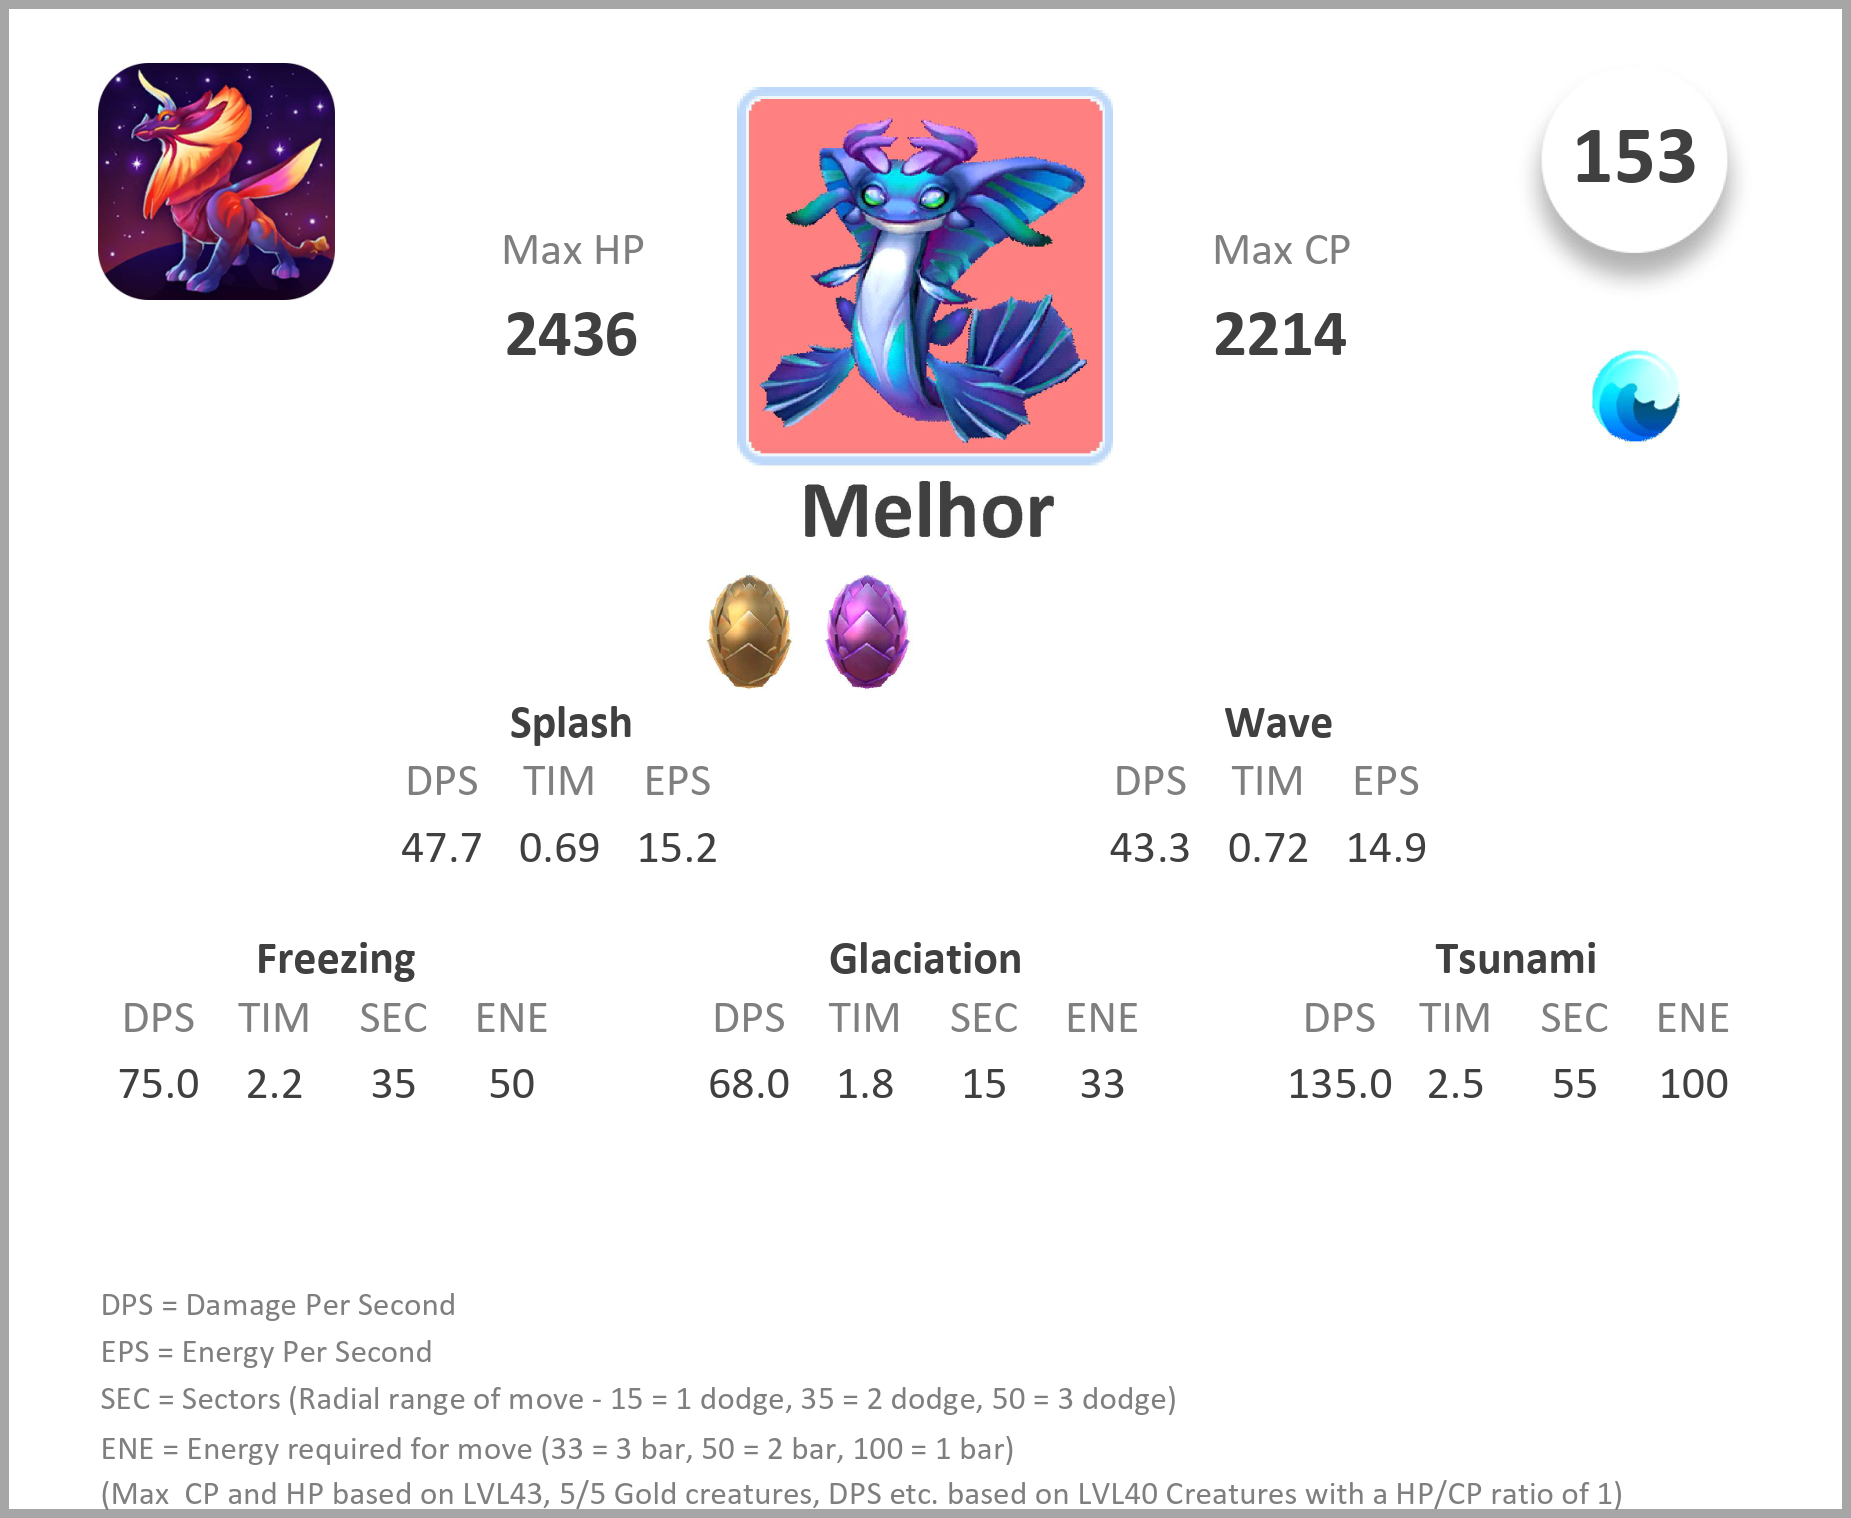 153
Max HP
Max CP
2436
2214
Melhor
Splash
Wave
DPS TIM EPS
DPS TIM EPS
47.7 0.69 15.2
43.3 0.72 14.9
Freezing
Glaciation
Tsunami
DPS TIM SEC ENE
DPS TIM SEC ENE
DPS TIM SEC ENE
75.0 2.2 35 50
68.0 1.8 15 33
135.0 2.5 55 100
DPS = Damage Per Second
EPS = Energy Per Second
SEC = Sectors (Radial range of move - 15 = 1 dodge, 35 = 2 dodge, 50 = 3 dodge)
ENE = Energy required for move (33 = 3 bar, 50 = 2 bar, 100 = 1 bar)
(Max  CP and HP based on LVL43, 5/5 Gold creatures, DPS etc. based on LVL40 Creatures with a HP/CP ratio of 1)